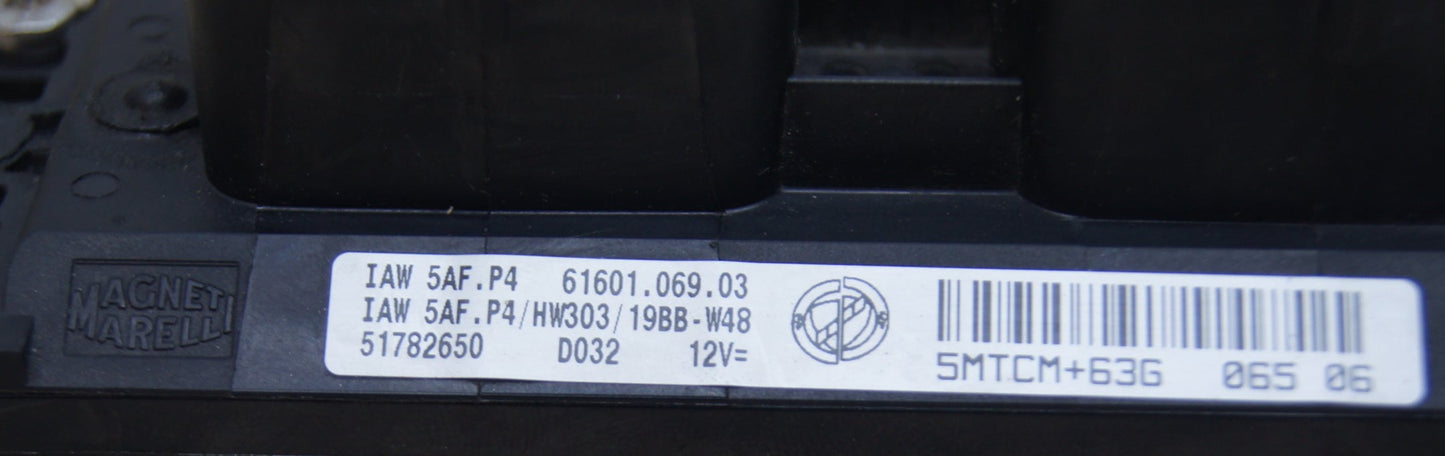 MAGNETI
MARELLI
IAW 5AF.P4 61601.069.03
IAW 5AF.P4/HW303/19BB-W48
51782650 D032 12V=
5MTCM+63G 065 06